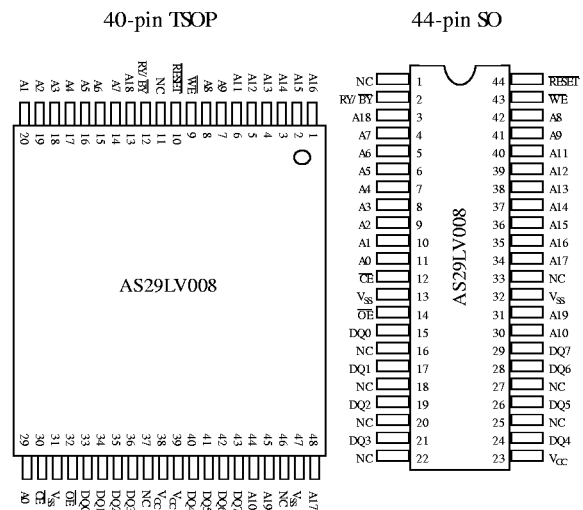 40-pin TSOP
44-pin SO
A1 A2 A3 A4 A5 A6 A7 A18 RY/BY NC RESET WE A8 A9 A11 A12 A13 A14 A15 A16
20 19 18 17 16 15 14 13 12 11 10 9 8 7 6 5 4 3 2 1
AS29LV008
29 30 31 32 33 34 35 36 37 38 39 40 41 42 43 44 45 46 47 48
A0 CE VSS OE NC VCC VCC A10 A19 NC VSS A17
NC 1 44 RESET
RY/BY 2 43 WE
A18 3 42 A8
A7 4 41 A9
A6 5 40 A11
A5 6 39 A12
A4 7 38 A13
A3 8 37 A14
A2 9 36 A15
A1 10 35 A16
A0 11 34 A17
CE 12 33 NC
VSS 13 32 VSS
OE 14 31 A19
DQ0 15 30 A10
NC 16 29 DQ7
DQ1 17 28 DQ6
NC 18 27 NC
DQ2 19 26 DQ5
NC 20 25 NC
DQ3 21 24 DQ4
NC 22 23 VCC
AS29LV008